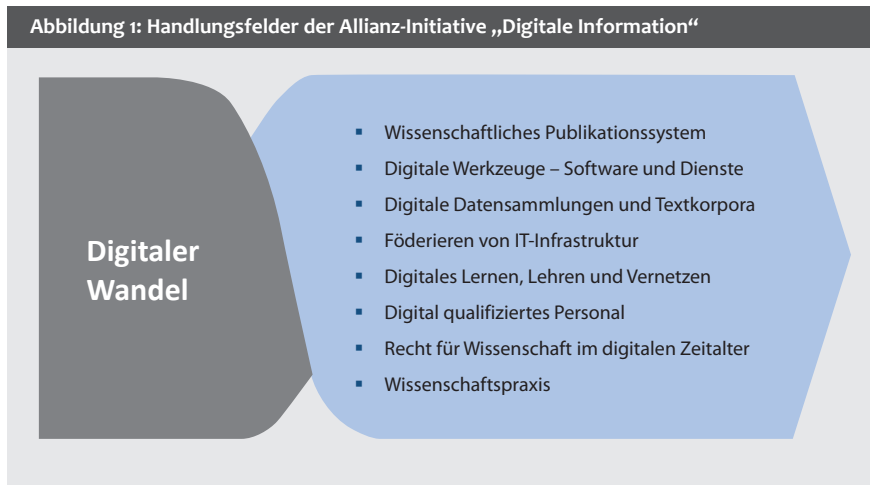 Abbildung 1: Handlungsfelder der Allianz-Initiative „Digitale Information“
Digitaler
Wandel
▪ Wissenschaftliches Publikationssystem
▪ Digitale Werkzeuge – Software und Dienste
▪ Digitale Datensammlungen und Textkorpora
▪ Föderieren von IT-Infrastruktur
▪ Digitales Lernen, Lehren und Vernetzen
▪ Digital qualifiziertes Personal
▪ Recht für Wissenschaft im digitalen Zeitalter
▪ Wissenschaftspraxis